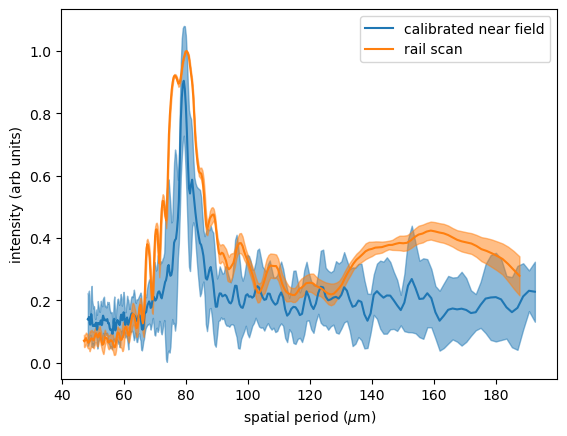 calibrated near field
rail scan
1.0
0.8
0.6
0.4
0.2
0.0
intensity (arb units)
40 60 80 100 120 140 160 180
spatial period (μm)